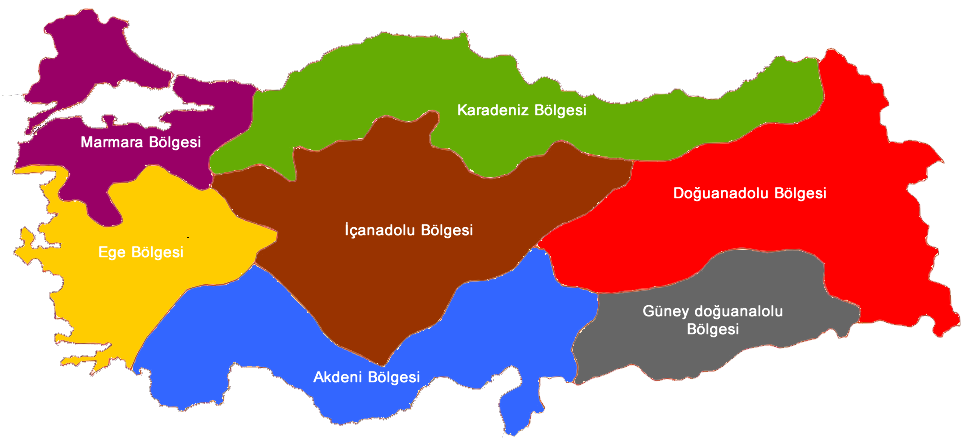 Karadeniz Bölgesi
Marmara Bölgesi
Doğuanadolu Bölgesi
İçanadolu Bölgesi
Ege Bölgesi
Güney doğuanalolu
Bölgesi
Akdeni Bölgesi